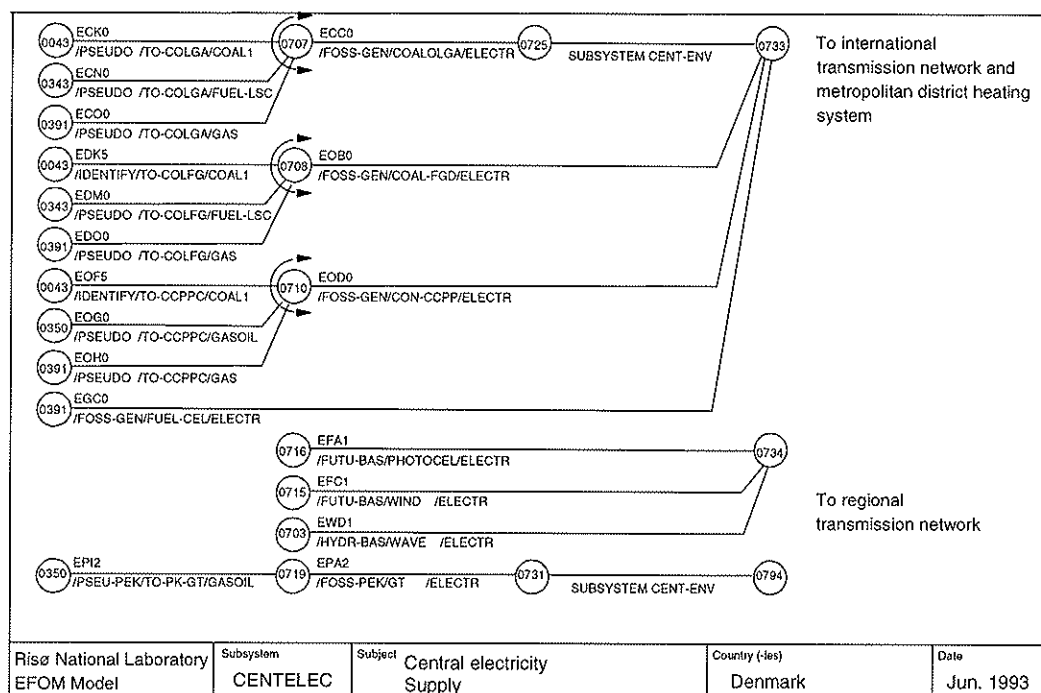 ECK0
0043
/PSEUDO /TO-COLGA/COAL1
0707
ECC0
/FOSS-GEN/COALOLGA/ELECTR
0725
SUBSYSTEM CENT-ENV
0733
To international
transmission network and
metropolitan district heating
system
ECN0
0343
/PSEUDO /TO-COLGA/FUEL-LSC
ECO0
0391
/PSEUDO /TO-COLGA/GAS
EDK5
0043
/IDENTIFY/TO-COLFG/COAL1
0708
EOB0
/FOSS-GEN/COAL-FGD/ELECTR
EDM0
0343
/PSEUDO /TO-COLFG/FUEL-LSC
EDO0
0391
/PSEUDO /TO-COLFG/GAS
EOF5
0043
/IDENTIFY/TO-CCPPC/COAL1
0710
EOD0
/FOSS-GEN/CON-CCPP/ELECTR
EOG0
0350
/PSEUDO /TO-CCPPC/GASOIL
EOH0
0391
/PSEUDO /TO-CCPPC/GAS
EGC0
0391
/FOSS-GEN/FUEL-CEL/ELECTR
EFA1
0716
/FUTU-BAS/PHOTOCEL/ELECTR
0734
EFC1
0715
/FUTU-BAS/WIND /ELECTR
To regional
transmission network
EWD1
0703
/HYDR-BAS/WAVE /ELECTR
EPI2
0350
/PSEU-PEK/TO-PK-GT/GASOIL
0719
EPA2
/FOSS-PEK/GT /ELECTR
0731
SUBSYSTEM CENT-ENV
0794
Risø National Laboratory
EFOM Model
Subsystem
CENTELEC
Subject
Central electricity
Supply
Country (-ies)
Denmark
Date
Jun. 1993